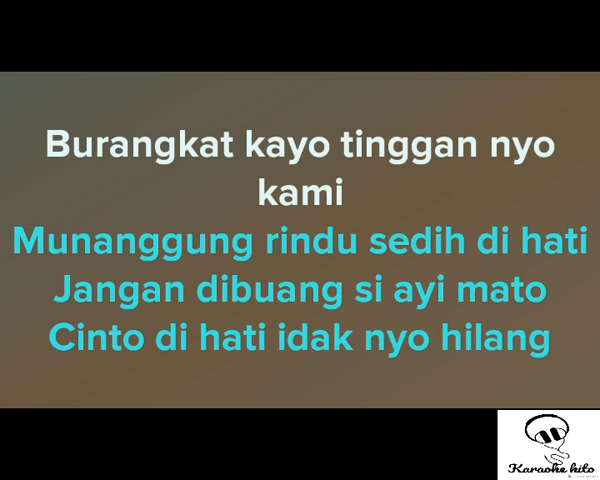 Burangkat kayo tinggan nyo
kami
Munanggung rindu sedih di hati
Jangan dibuang si ayi mato
Cinto di hati idak nyo hilang
Karaoke kito